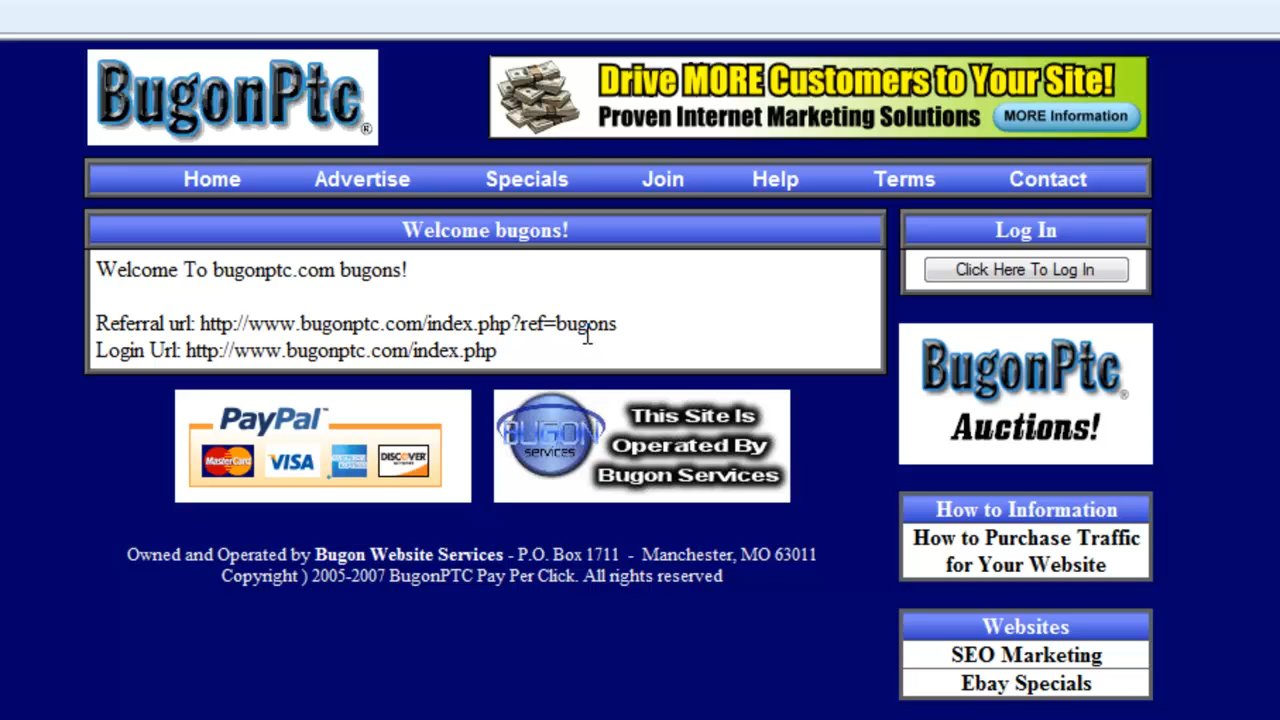 BugonPtc®
Drive MORE Customers to Your Site!
Proven Internet Marketing Solutions
MORE Information
Home Advertise Specials Join Help Terms Contact
Welcome bugons!
Welcome To bugonptc.com bugons!
Referral url: http://www.bugonptc.com/index.php?ref=bugons
Login Url: http://www.bugonptc.com/index.php
Log In
Click Here To Log In
BugonPtc®
Auctions!
PayPal™
MasterCard VISA AMERICAN EXPRESS DISCOVER NETWORK
BUGON
services
This Site Is
Operated By
Bugon Services
How to Information
How to Purchase Traffic
for Your Website
Owned and Operated by Bugon Website Services - P.O. Box 1711 - Manchester, MO 63011
Copyright ) 2005-2007 BugonPTC Pay Per Click. All rights reserved
Websites
SEO Marketing
Ebay Specials